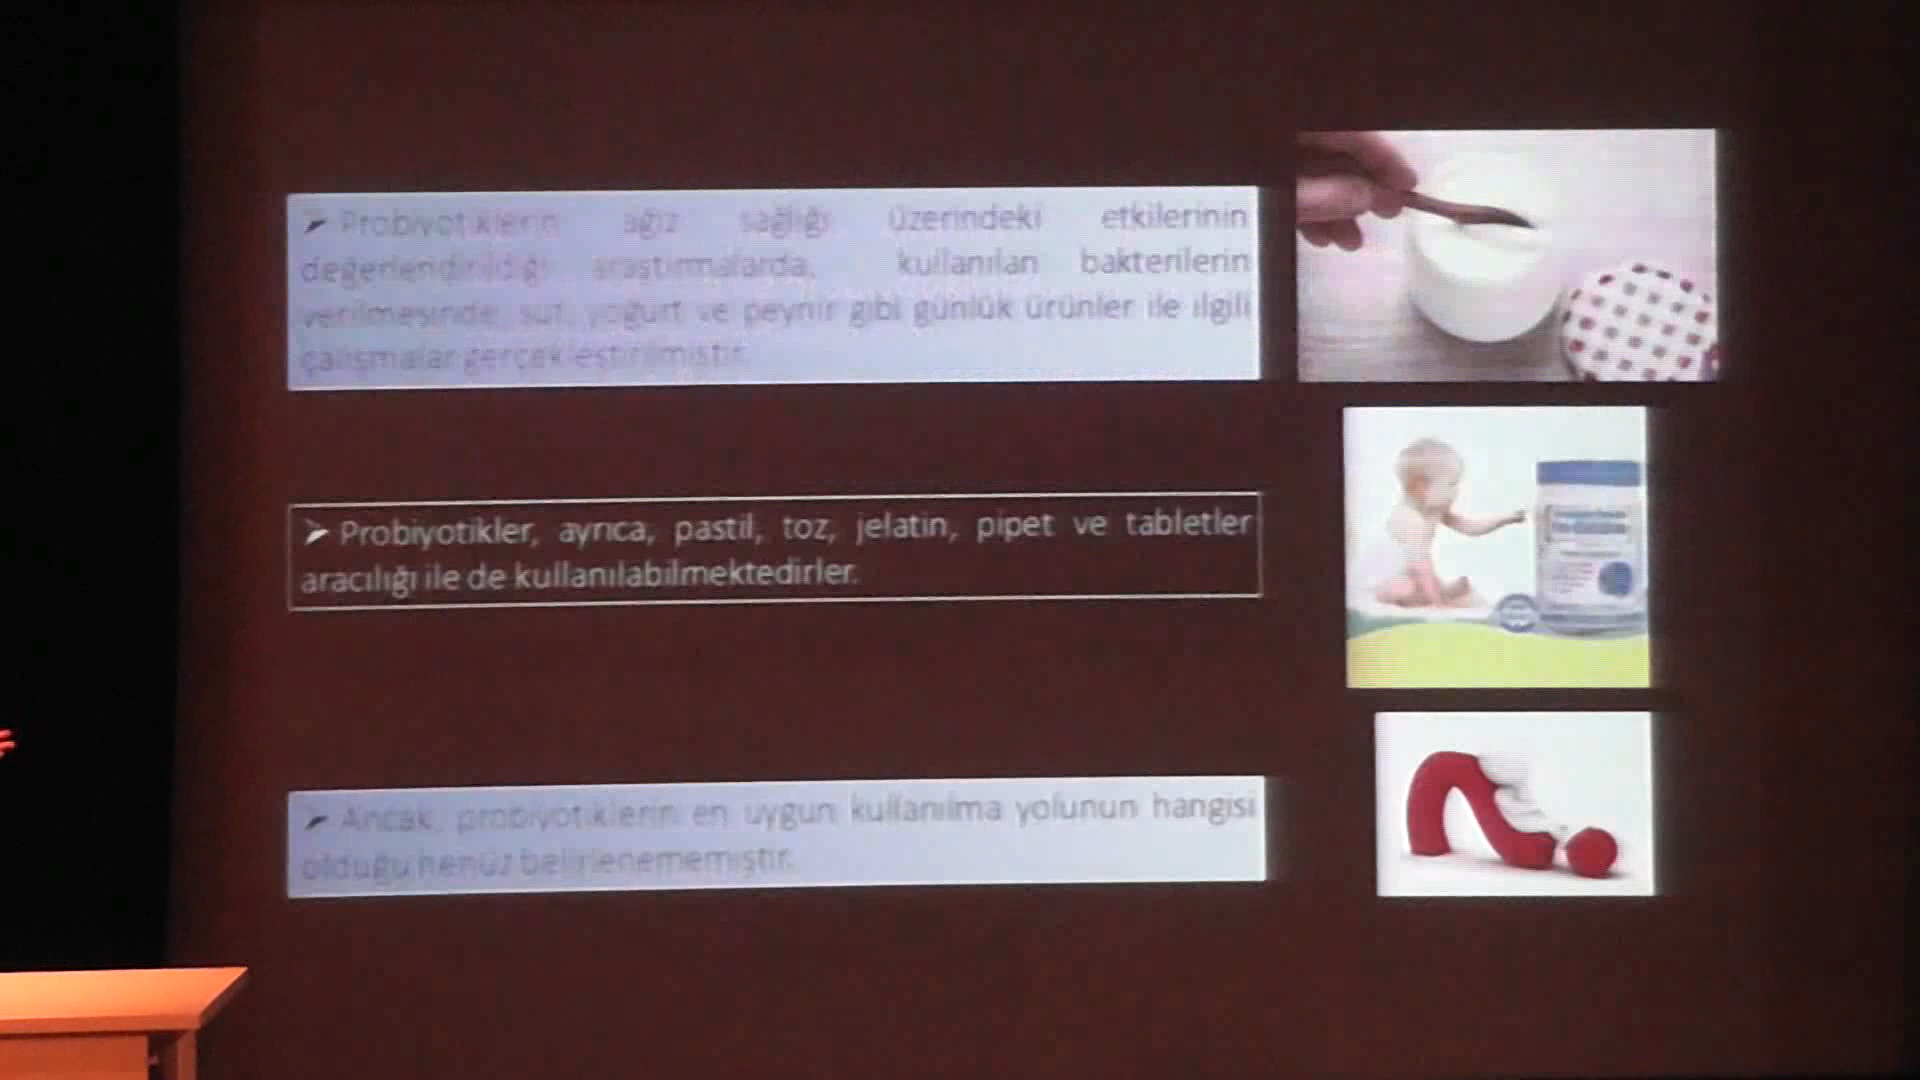 ➤ Probiyotiklerin ağız sağlığı üzerindeki etkilerinin
değerlendirildiği araştırmalarda, kullanılan bakterilerin
verilmesinde, süt, yoğurt ve peynir gibi günlük ürünler ile ilgili
çalışmalar gerçekleştirilmiştir.
➤ Probiyotikler, ayrıca, pastil, toz, jelatin, pipet ve tabletler
aracılığı ile de kullanılabilmektedirler.
➤ Ancak, probiyotiklerin en uygun kullanılma yolunun hangisi
olduğu henüz belirlenememiştir.